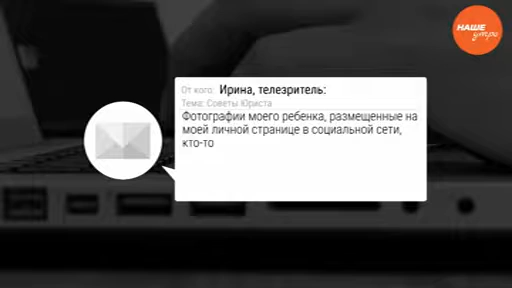 НАШЕ
утро
От кого: Ирина, телезритель:
Тема: Советы Юриста
Фотографии моего ребенка, размещенные на
моей личной странице в социальной сети,
кто-то